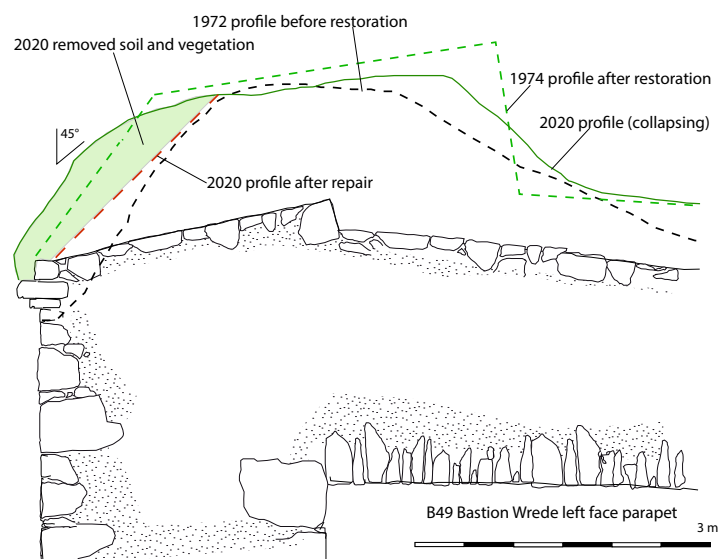 1972 profile before restoration
2020 removed soil and vegetation
1974 profile after restoration
45°
2020 profile (collapsing)
2020 profile after repair
B49 Bastion Wrede left face parapet
3 m